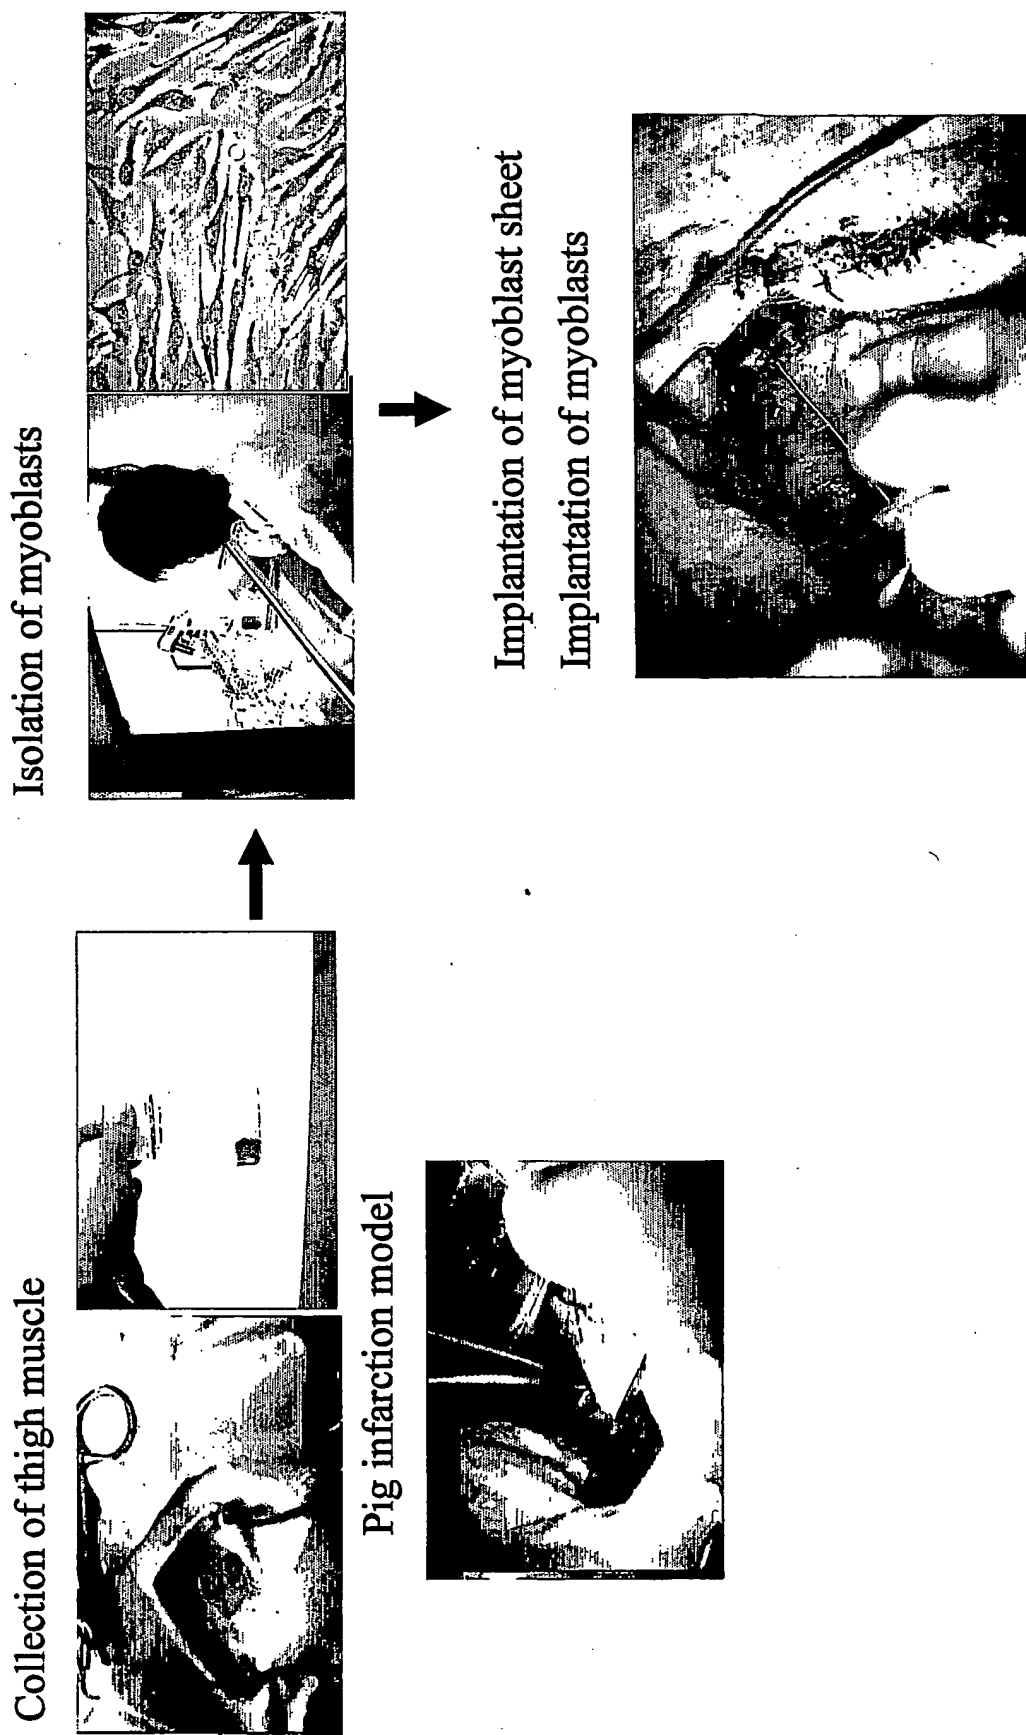 Collection of thigh muscle
Isolation of myoblasts
Pig infarction model
Implantation of myoblast sheet
Implantation of myoblasts